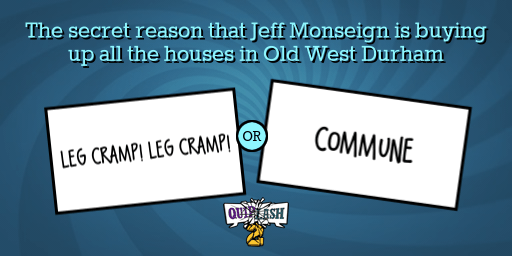 The secret reason that Jeff Monseign is buying
up all the houses in Old West Durham
LEG CRAMP! LEG CRAMP!
OR
COMMUNE
QUIPLASH
2